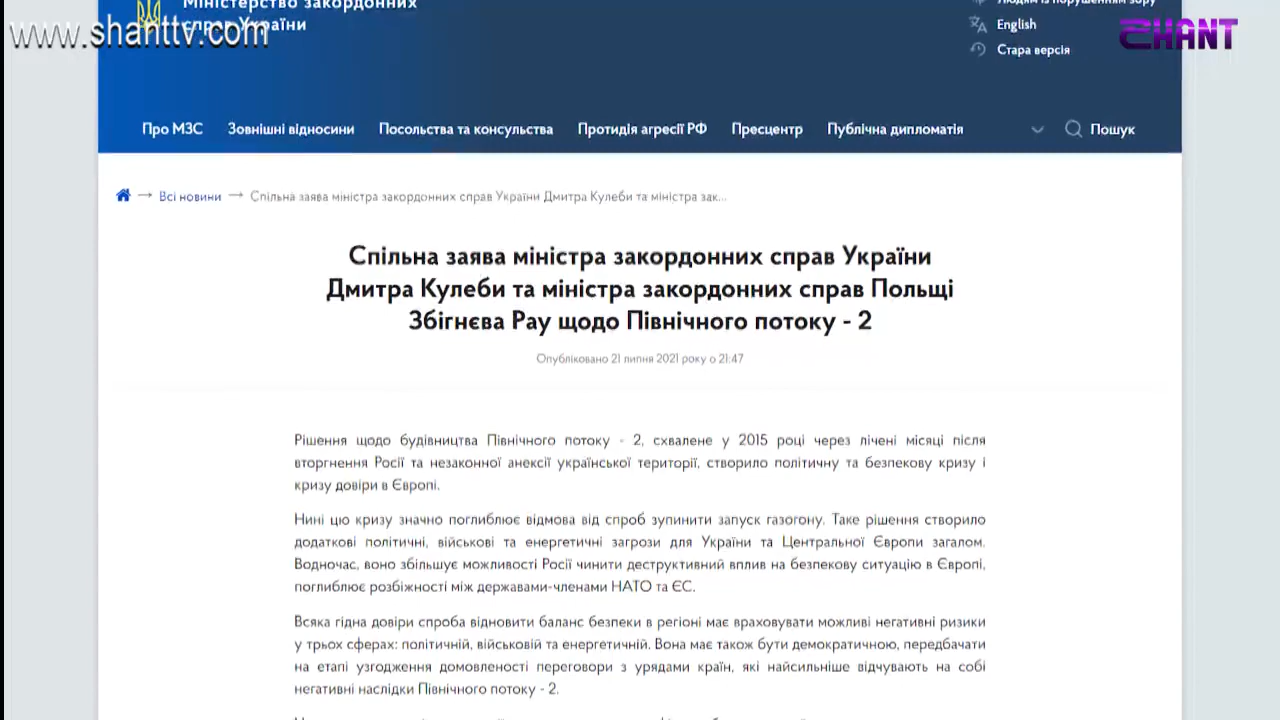 Міністерство закордонних
справ України
www.shanttv.com
Людям із порушенням зору
English
Стара версія
SHANT
Про МЗС Зовнішні відносини Посольства та консульства Протидія агресії РФ Пресцентр Публічна дипломатія Пошук
Всі новини → Спільна заява міністра закордонних справ України Дмитра Кулеби та міністра зак...
Спільна заява міністра закордонних справ України
Дмитра Кулеби та міністра закордонних справ Польщі
Збігнєва Рау щодо Північного потоку - 2
Опубліковано 21 липня 2021 року о 21:47
Рішення щодо будівництва Північного потоку - 2, схвалене у 2015 році через лічені місяці після
вторгнення Росії та незаконної анексії української території, створило політичну та безпекову кризу і
кризу довіри в Європі.
Нині цю кризу значно поглиблює відмова від спроб зупинити запуск газогону. Таке рішення створило
додаткові політичні, військові та енергетичні загрози для України та Центральної Європи загалом.
Водночас, воно збільшує можливості Росії чинити деструктивний вплив на безпекову ситуацію в Європі,
поглиблює розбіжності між державами-членами НАТО та ЄС.
Всяка гідна довіри спроба відновити баланс безпеки в регіоні має враховувати можливі негативні ризики
у трьох сферах: політичній, військовій та енергетичній. Вона має також бути демократичною, передбачати
на етапі узгодження домовленості переговори з урядами країн, які найсильніше відчувають на собі
негативні наслідки Північного потоку - 2.